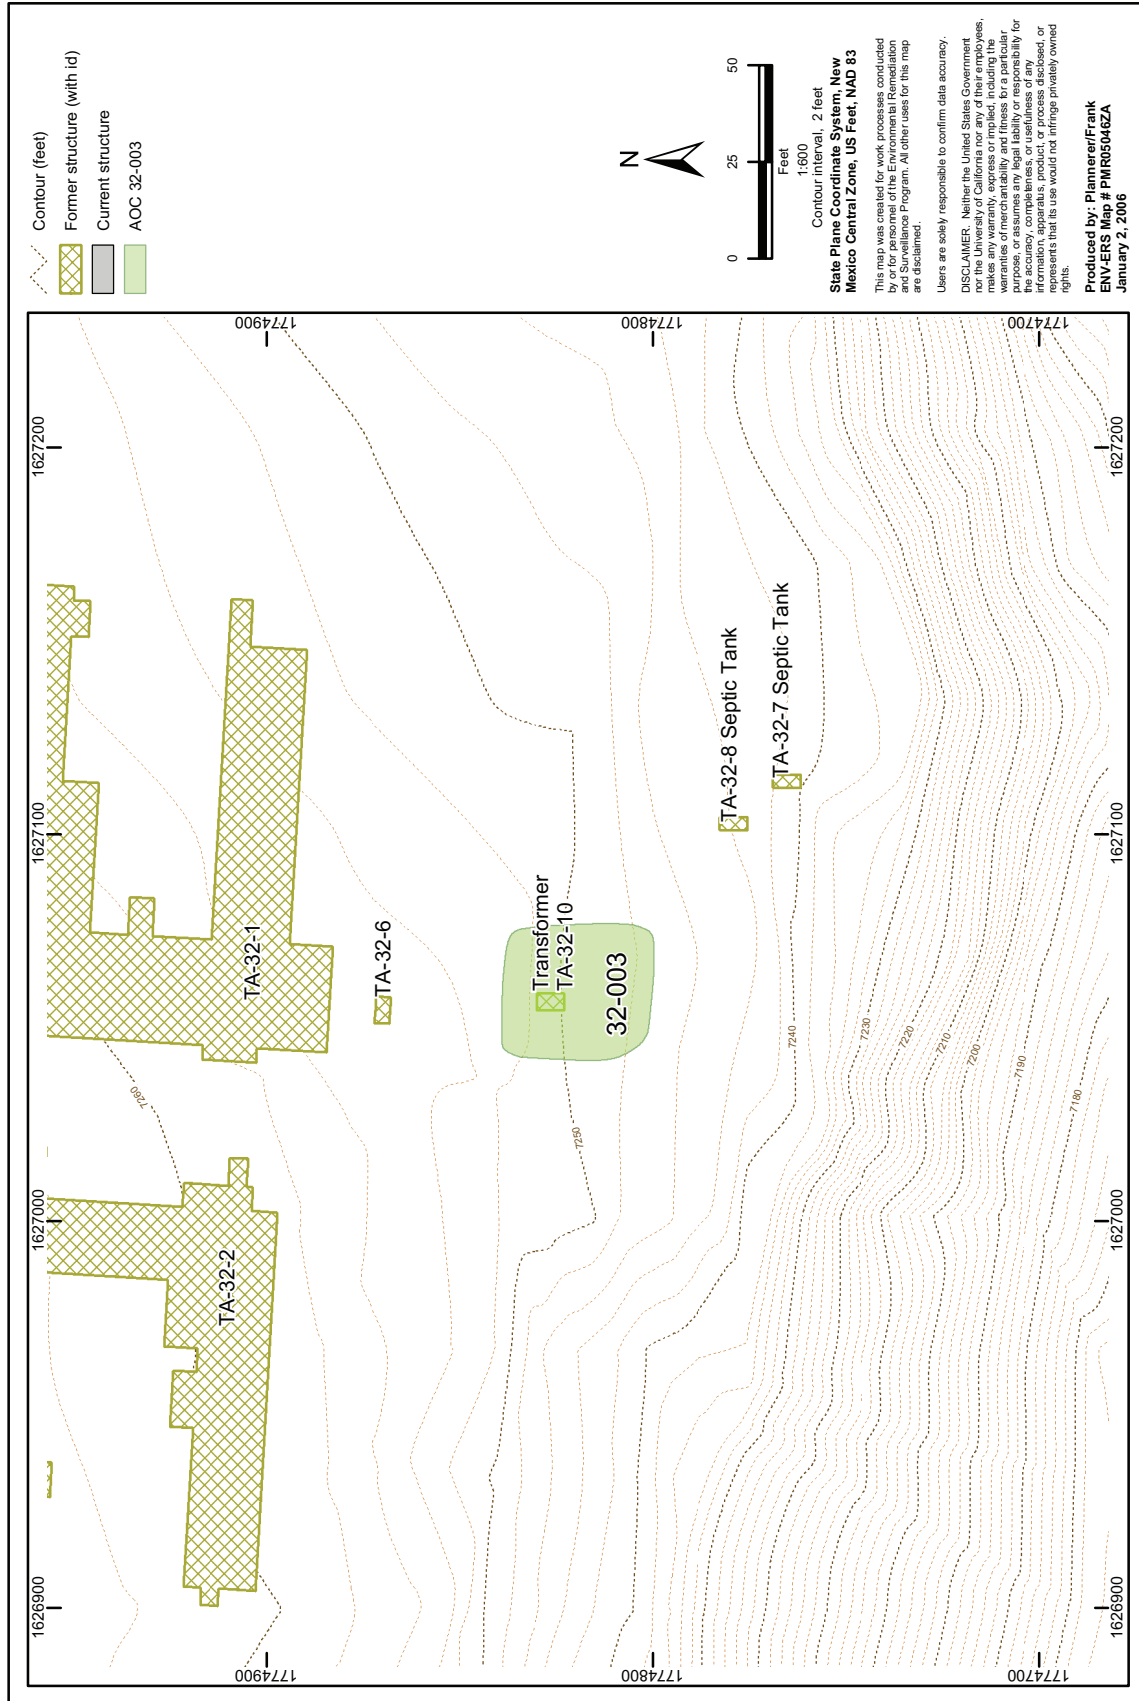 1626900
1627000
1627100
1627200
1774900
1774900
1774800
1774800
1774700
1774700
1626900
1627000
1627100
1627200
TA-32-2
TA-32-1
TA-32-6
Transformer
TA-32-10
32-003
TA-32-8 Septic Tank
TA-32-7 Septic Tank
7260
7250
7240
7230
7220
7210
7200
7190
7180
Contour (feet)
Former structure (with id)
Current structure
AOC 32-003
N
0 25 50
Feet
1:600
Contour interval, 2 feet
State Plane Coordinate System, New
Mexico Central Zone, US Feet, NAD 83
This map was created for work processes conducted
by or for personnel of the Environmental Remediation
and Surveillance Program. All other uses for this map
are disclaimed.
Users are solely responsible to confirm data accuracy.
DISCLAIMER. Neither the United States Government
nor the University of California nor any of their employees,
makes any warranty, express or implied, including the
warranties of merchantability and fitness for a particular
purpose, or assumes any legal liability or responsibility for
the accuracy, completeness, or usefulness of any
information, apparatus, product, or process disclosed, or
represents that its use would not infringe privately owned
rights.
Produced by: Plannerer/Frank
ENV-ERS Map # PMR05046ZA
January 2, 2006